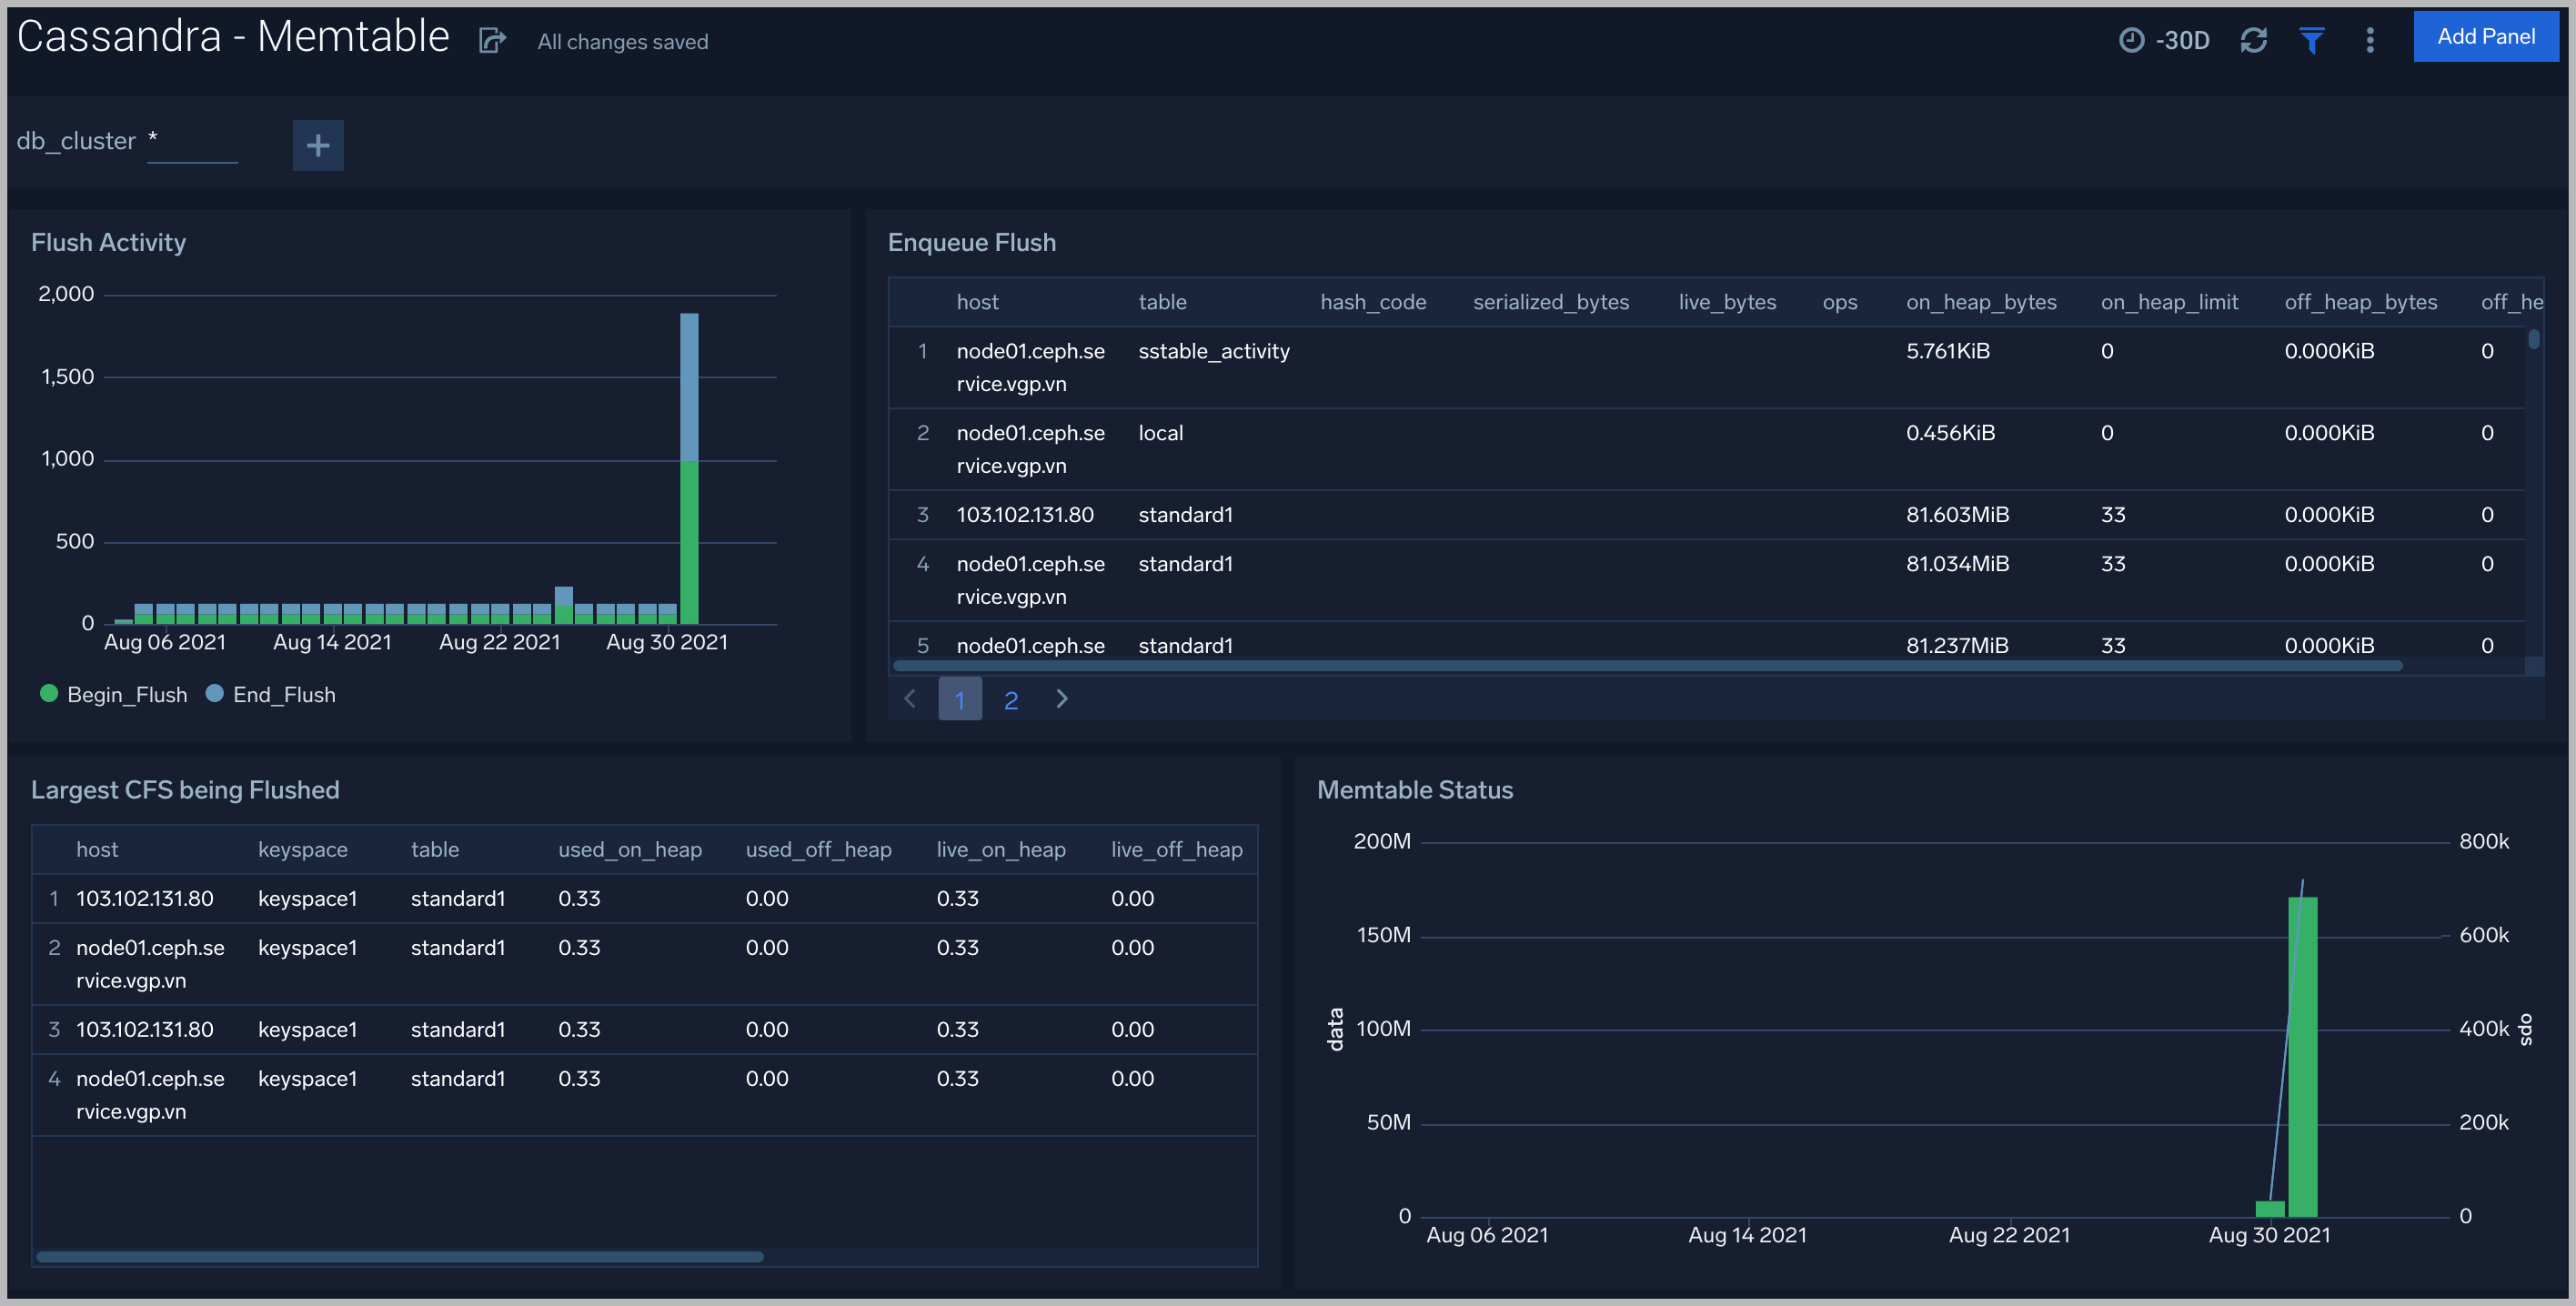 Cassandra - Memtable All changes saved -30D Add Panel
db_cluster * +
Flush Activity
2,000
1,500
1,000
500
0
Aug 06 2021 Aug 14 2021 Aug 22 2021 Aug 30 2021
Begin_Flush End_Flush
Enqueue Flush
host table hash_code serialized_bytes live_bytes ops on_heap_bytes on_heap_limit off_heap_bytes off_he
1 node01.ceph.se sstable_activity 5.761KiB 0 0.000KiB 0
rvice.vgp.vn
2 node01.ceph.se local 0.456KiB 0 0.000KiB 0
rvice.vgp.vn
3 103.102.131.80 standard1 81.603MiB 33 0.000KiB 0
4 node01.ceph.se standard1 81.034MiB 33 0.000KiB 0
rvice.vgp.vn
5 node01.ceph.se standard1 81.237MiB 33 0.000KiB 0
1 2
Largest CFS being Flushed
host keyspace table used_on_heap used_off_heap live_on_heap live_off_heap
1 103.102.131.80 keyspace1 standard1 0.33 0.00 0.33 0.00
2 node01.ceph.se keyspace1 standard1 0.33 0.00 0.33 0.00
rvice.vgp.vn
3 103.102.131.80 keyspace1 standard1 0.33 0.00 0.33 0.00
4 node01.ceph.se keyspace1 standard1 0.33 0.00 0.33 0.00
rvice.vgp.vn
Memtable Status
200M 800k
150M 600k
data 100M 400k ops
50M 200k
0 0
Aug 06 2021 Aug 14 2021 Aug 22 2021 Aug 30 2021